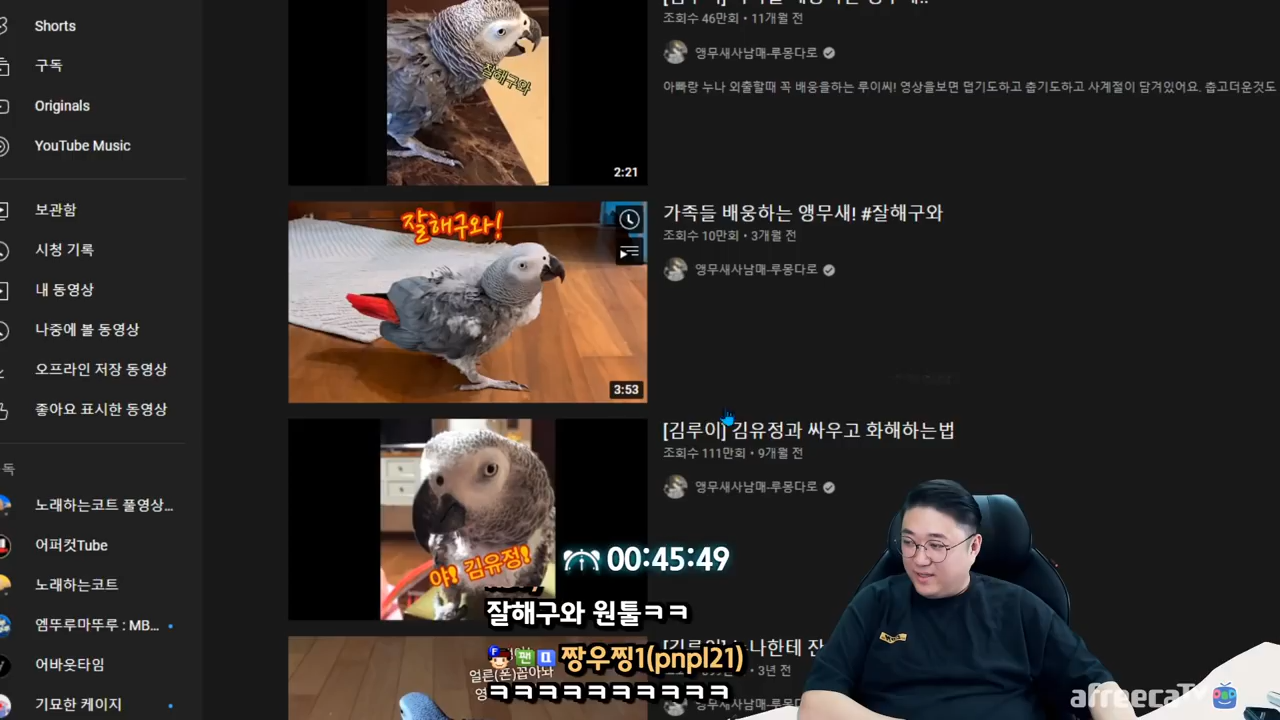 Shorts
구독
Originals
YouTube Music
보관함
시청 기록
내 동영상
나중에 볼 동영상
오프라인 저장 동영상
좋아요 표시한 동영상
독
노래하는코트 풀영상...
어퍼컷Tube
노래하는코트
엠뚜루마뚜루 : MB...
어바웃타임
기묘한 케이지
잘해구와
2:21
조회수 46만회 • 11개월 전
앵무새사남매-루몽다로
아빠랑 누나 외출할때 꼭 배웅을하는 루이씨! 영상을보면 덥기도하고 춥기도하고 사계절이 담겨있어요. 춥고더운것도
잘해구와!
3:53
가족들 배웅하는 앵무새! #잘해구와
조회수 10만회 • 3개월 전
앵무새사남매-루몽다로
야! 김유정!
[김루이] 김유정과 싸우고 화해하는법
조회수 111만회 • 9개월 전
앵무새사남매-루몽다로
00:45:49
잘해구와 원툴ㅋㅋ
F 팬 짱우찡1(pnpl21)
ㅋㅋㅋㅋㅋㅋㅋㅋㅋㅋ
얼른(폰)꼽아와
3년 전
afreecaTV